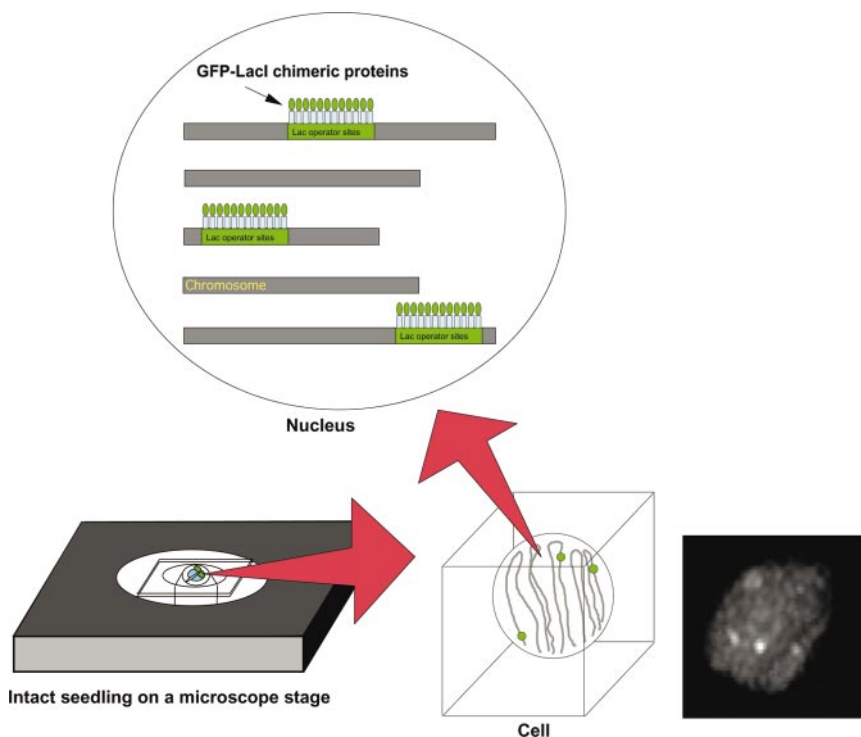 GFP-LacI chimeric proteins
Lac operator sites
Lac operator sites
Chromosome
Lac operator sites
Nucleus
Intact seedling on a microscope stage
Cell